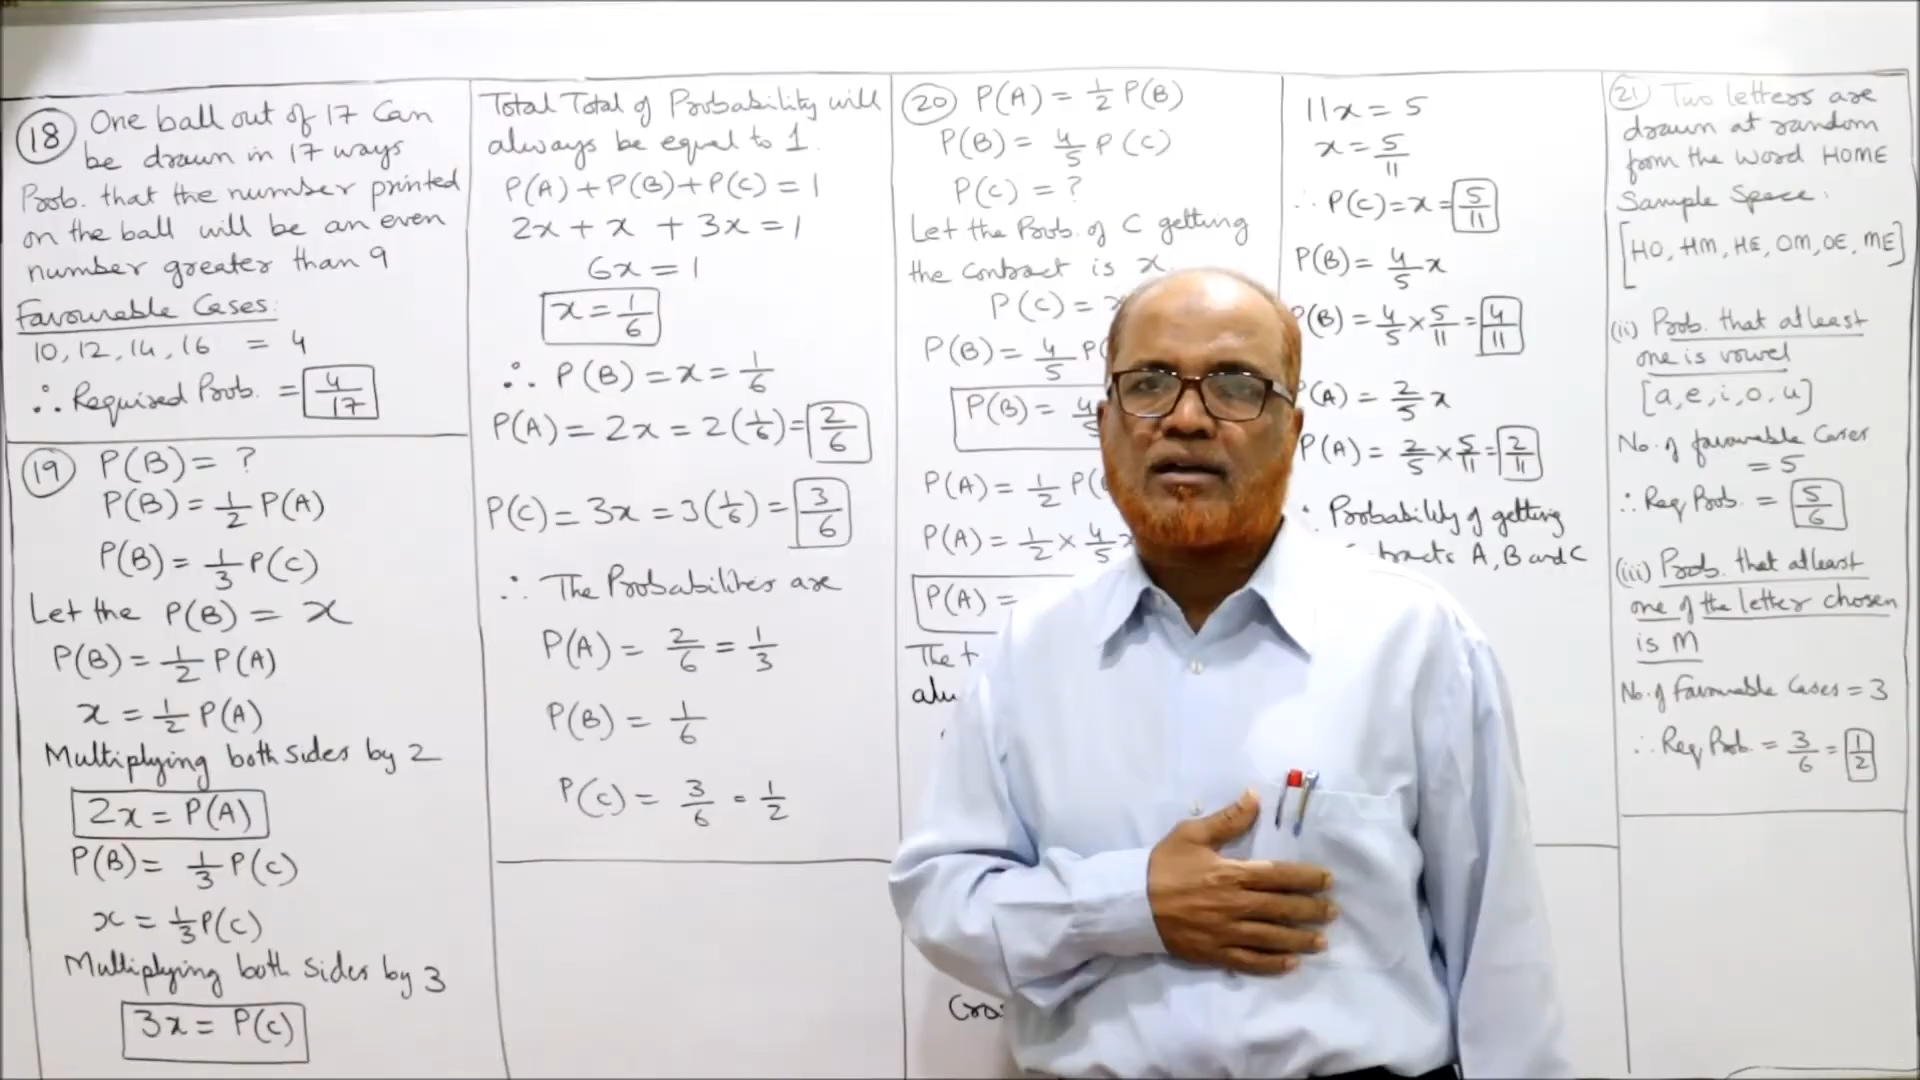 18 One ball out of 17 Can
be drawn in 17 ways
Prob. that the number printed
on the ball will be an even
number greater than 9
Favourable Cases:
10, 12, 14, 16 = 4
∴ Required Prob. = 4/17
19 P(B) = ?
P(B) = 1/2 P(A)
P(B) = 1/3 P(C)
Let the P(B) = x
P(B) = 1/2 P(A)
x = 1/2 P(A)
Multiplying both sides by 2
2x = P(A)
P(B) = 1/3 P(C)
x = 1/3 P(C)
Multiplying both sides by 3
3x = P(C)
Total Total of Probability will
always be equal to 1.
P(A) + P(B) + P(C) = 1
2x + x + 3x = 1
6x = 1
x = 1/6
∴ P(B) = x = 1/6
P(A) = 2x = 2(1/6) = 2/6
P(C) = 3x = 3(1/6) = 3/6
∴ The Probabilities are
P(A) = 2/6 = 1/3
P(B) = 1/6
P(C) = 3/6 = 1/2
20 P(A) = 1/2 P(B)
P(B) = 4/5 P(C)
P(C) = ?
Let the Prob. of C getting
the contract is x
P(C) =
P(B) = 4/5 P(
P(B) =
P(A) = 1/2 P(
P(A) = 1/2 × 4/5
P(A) =
The
11x = 5
x = 5/11
∴ P(C) = x = 5/11
P(B) = 4/5 x
(B) = 4/5 × 5/11 = 4/11
(A) = 2/5 x
P(A) = 2/5 × 5/11 = 2/11
Probability of getting
A, B and C
21 Two letters are
drawn at random
from the word HOME
Sample Space:
[HO, HM, HE, OM, OE, ME]
(ii) Prob. that atleast
one is vowel
[a, e, i, o, u]
No. of favourable Cases
= 5
∴ Req Prob. = 5/6
(iii) Prob. that atleast
one of the letter chosen
is M
No. of Favourable Cases = 3
∴ Req Prob. = 3/6 = 1/2